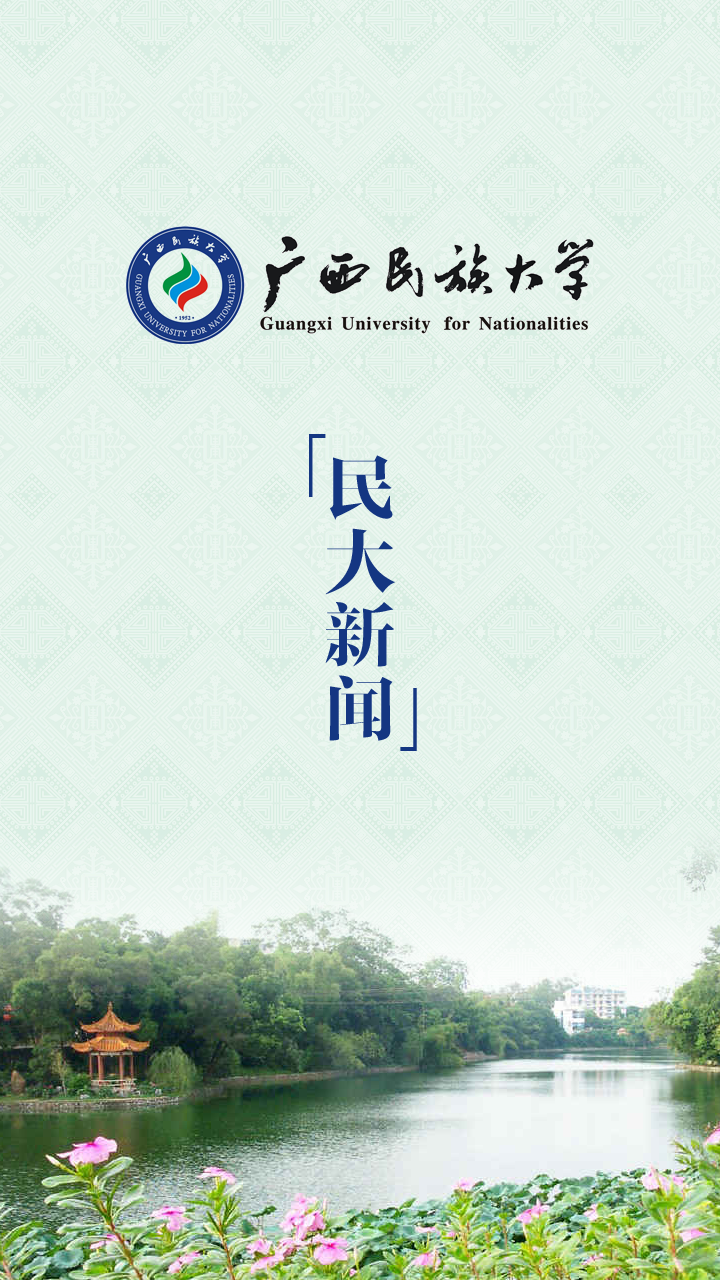 广西民族大学
GUANGXI UNIVERSITY FOR NATIONALITIES
·1952·
广西民族大学
Guangxi University for Nationalities
「民大新闻」